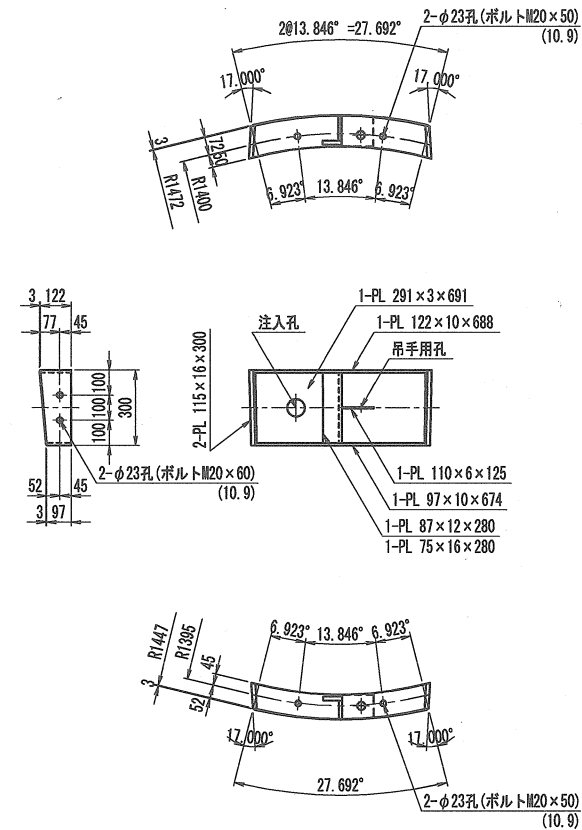 2-φ23孔(ボルトM20×50)
(10.9)
2@13.846° =27.692°
17.000°
17.000°
3
72
50
R1472
R1400
6.923°
13.846°
6.923°
3
122
77
45
100
100
100
300
2-φ23孔(ボルトM20×60)
(10.9)
52
45
3
97
注入孔
1-PL 291×3×691
1-PL 122×10×688
吊手用孔
2-PL 115×16×300
1-PL 110×6×125
1-PL 97×10×674
1-PL 87×12×280
1-PL 75×16×280
R1447
R1395
45
3
52
6.923°
13.846°
6.923°
17.000°
17.000°
27.692°
2-φ23孔(ボルトM20×50)
(10.9)